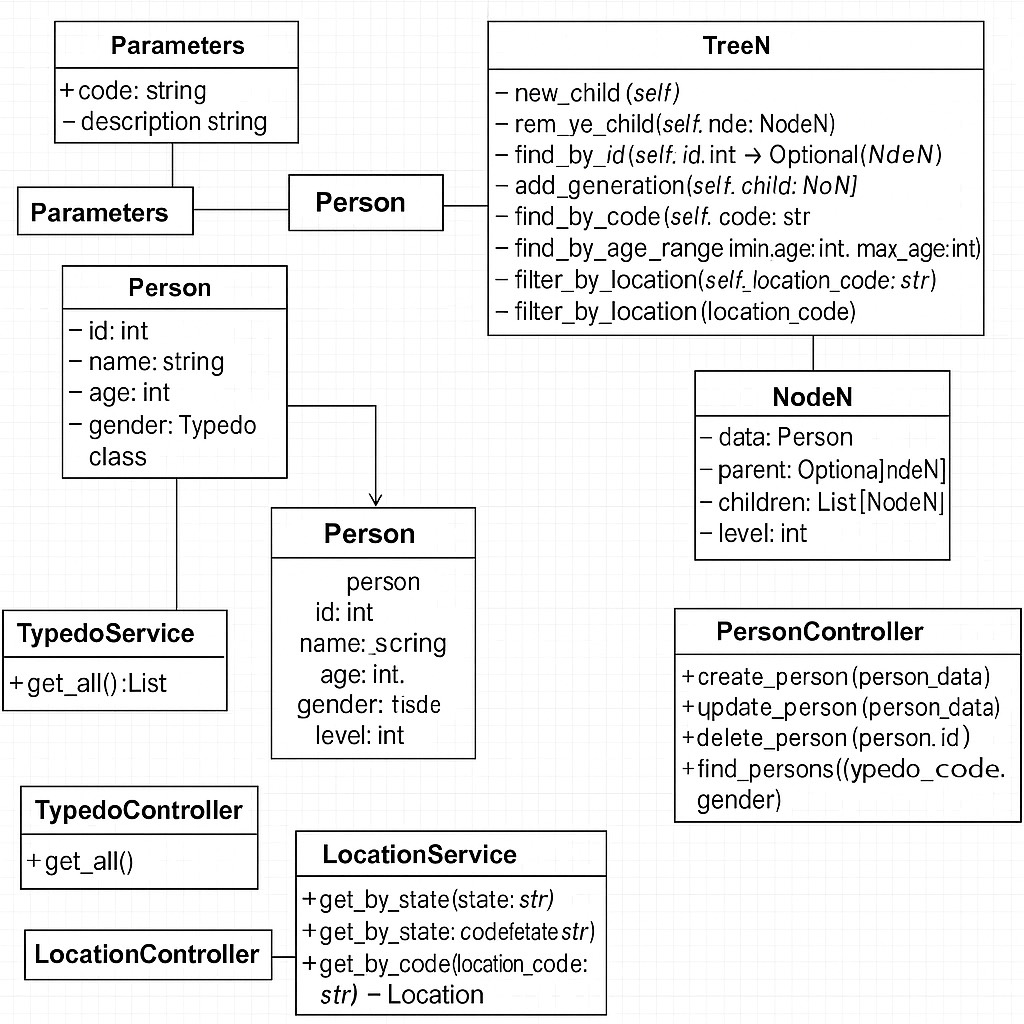 Parameters
+ code: string
– description string
Parameters
Person
TreeN
– new_child (self)
– rem_ye_child(self. nde: NodeN)
– find_by_id(self. id. int → Optional(NdeN)
– add_generation(self. child: NoN]
– find_by_code(self. code: str
– find_by_age_range imin.age: int. max_age:int)
– filter_by_location(self._location_code: str)
– filter_by_location (location_code)
Person
– id: int
– name: string
– age: int
– gender: Typedo
class
NodeN
– data: Person
– parent: Optiona]ndeN]
– children: List[NodeN]
– level: int
Person
person
id: int
name:_scring
age: int.
gender: tısde
level: int
TypedoService
+ get_all() :List
PersonController
+ create_person (person_data)
+ update_person (person_data)
+ delete_person (person. id)
+ find_persons((ypedo_code.
gender)
TypedoController
+ get_all()
LocationService
+ get_by_state(state: str)
+ get_by_state: codefetate str)
+ get_by_code(location_code:
str) – Location
LocationController